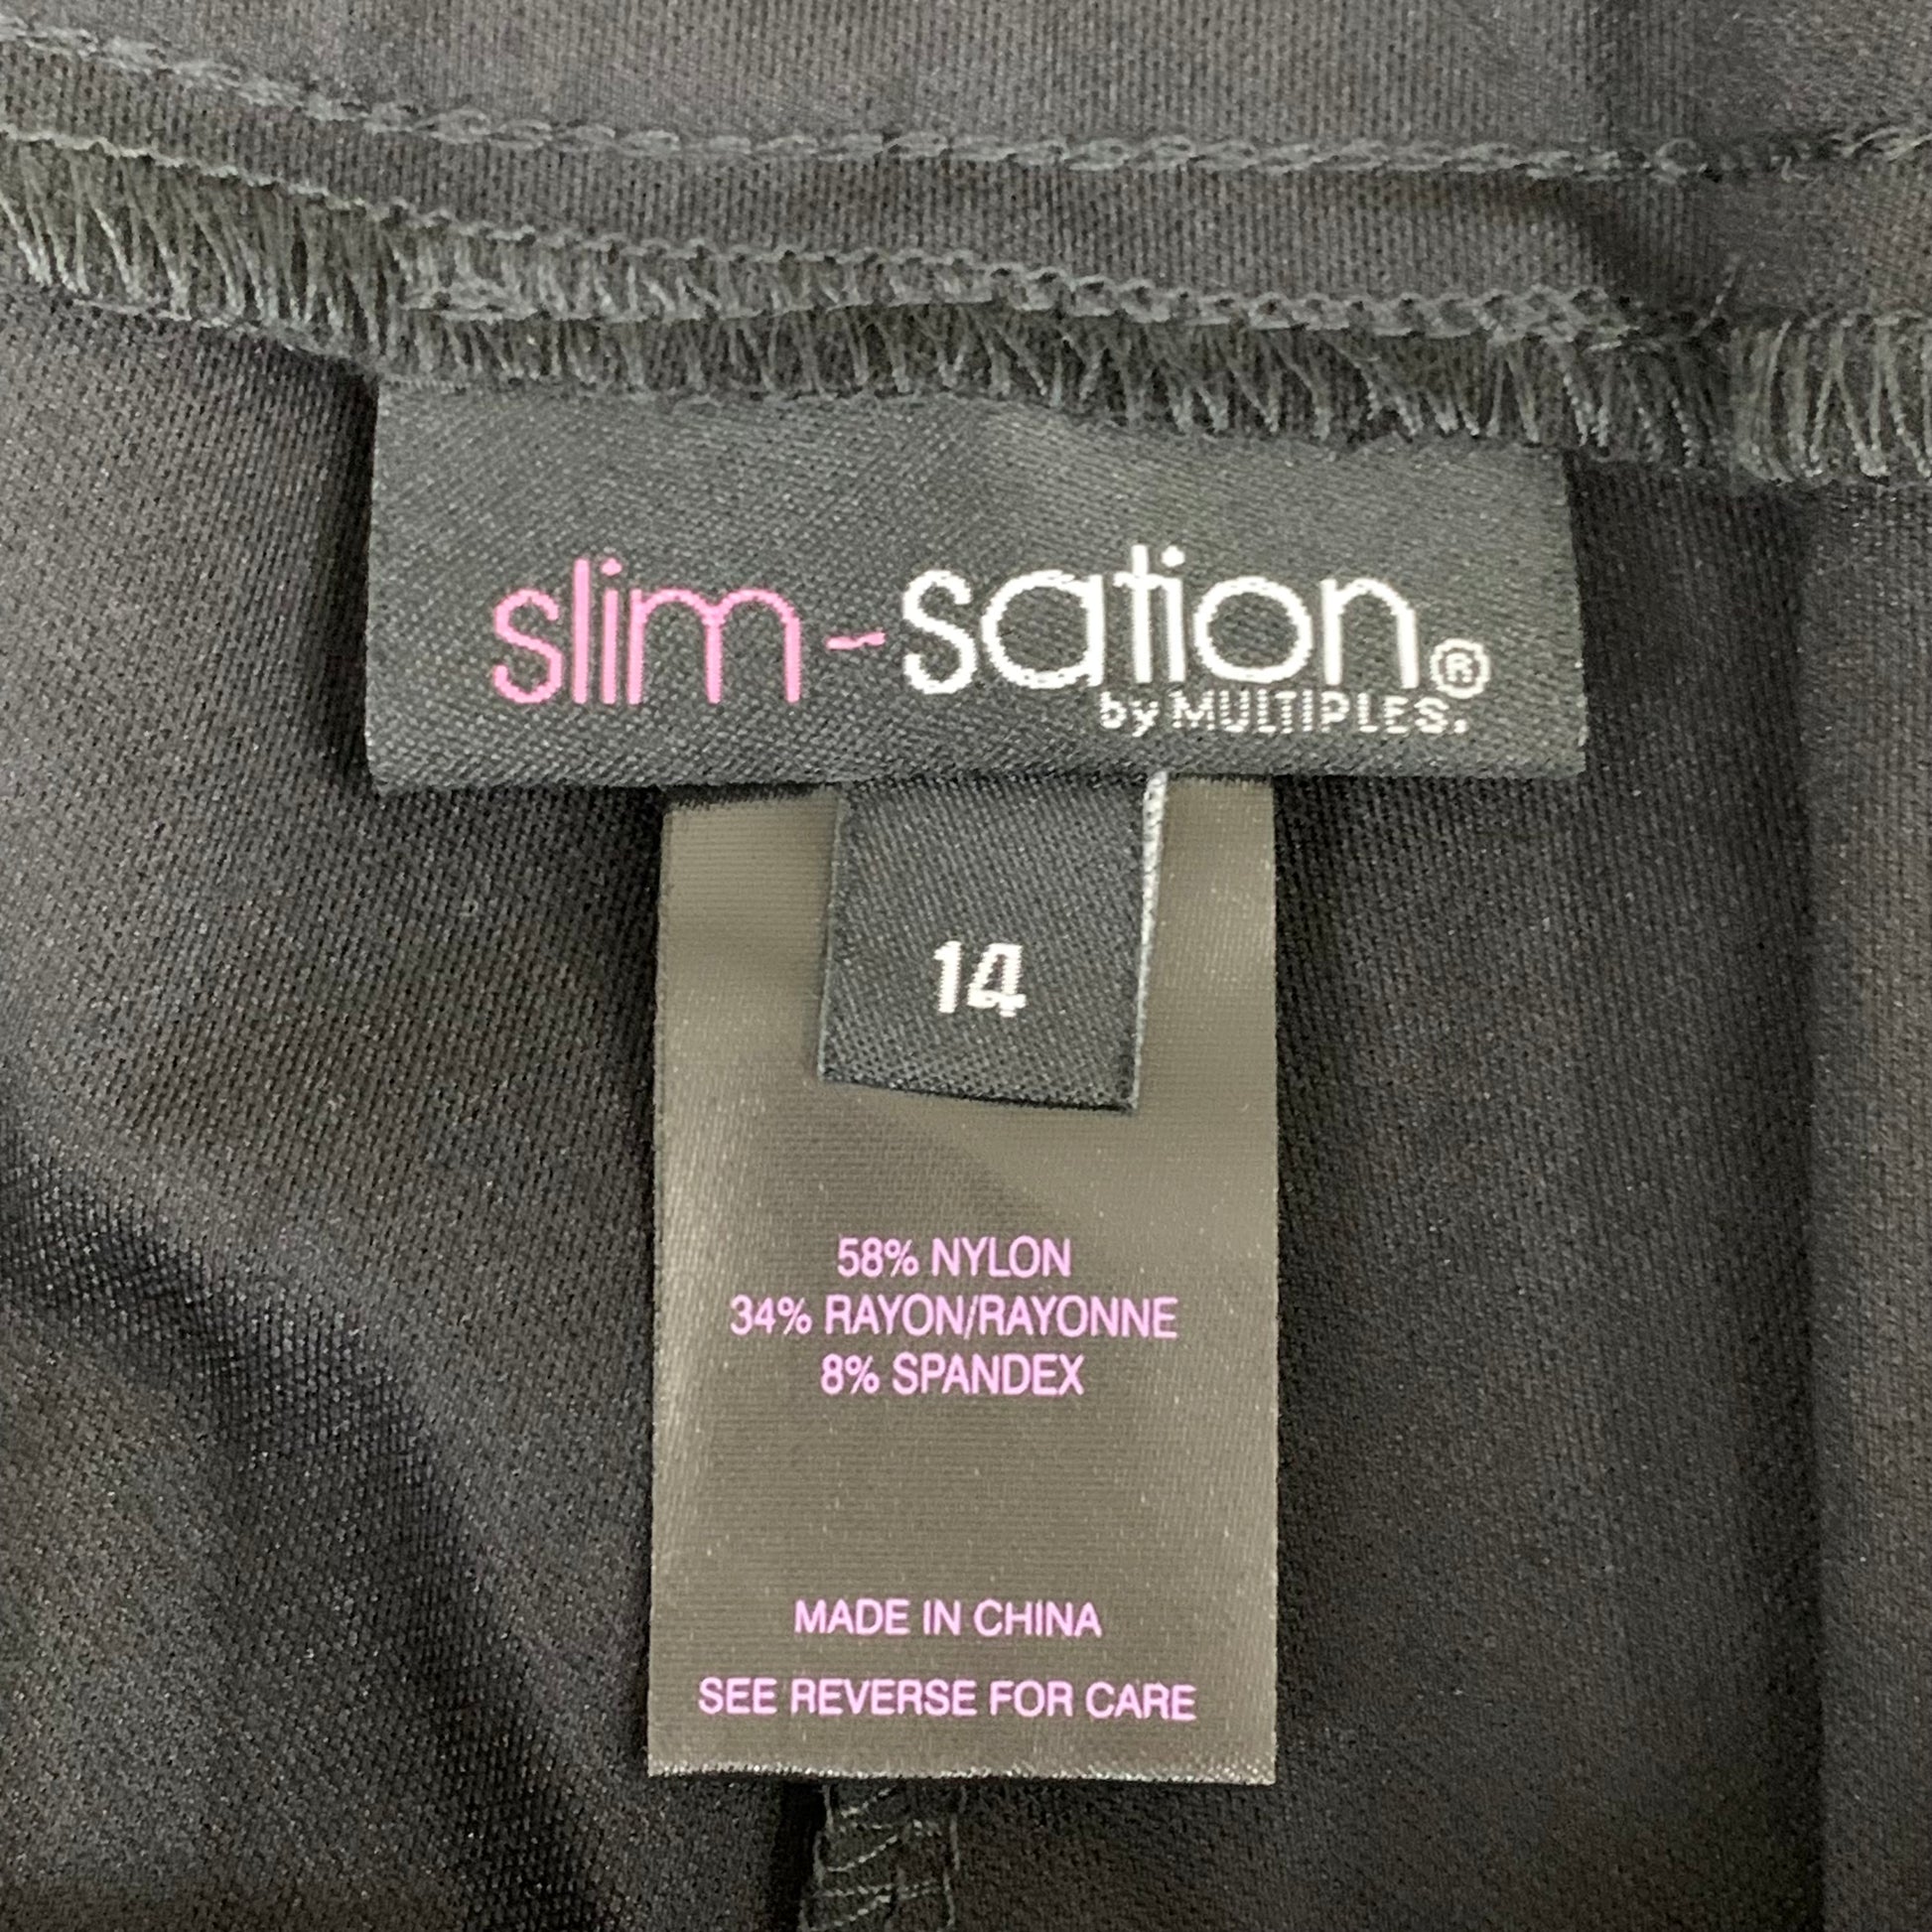 slim-sation®
by MULTIPLES.
14
58% NYLON
34% RAYON/RAYONNE
8% SPANDEX
MADE IN CHINA
SEE REVERSE FOR CARE